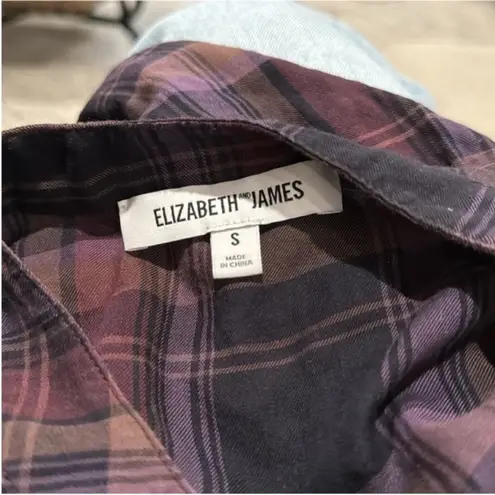 ELIZABETH AND JAMES
S
MADE
IN CHINA